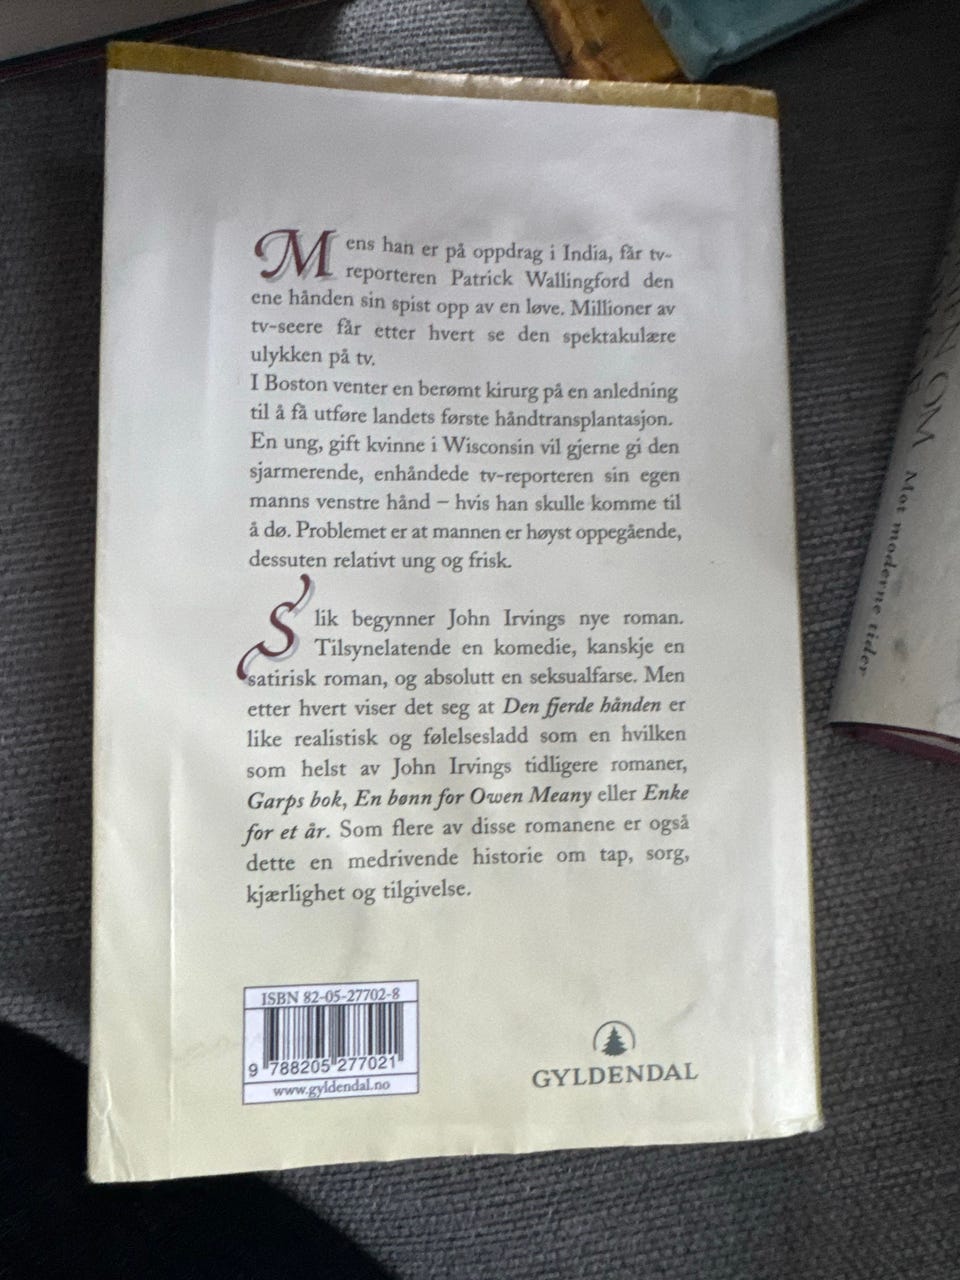 Mens han er på oppdrag i India, får tv-
reporteren Patrick Wallingford den
ene hånden sin spist opp av en løve. Millioner av
tv-seere får etter hvert se den spektakulære
ulykken på tv.
I Boston venter en berømt kirurg på en anledning
til å få utføre landets første håndtransplantasjon.
En ung, gift kvinne i Wisconsin vil gjerne gi den
sjarmerende, enhåndede tv-reporteren sin egen
manns venstre hånd – hvis han skulle komme til
å dø. Problemet er at mannen er høyst oppegående,
dessuten relativt ung og frisk.
Slik begynner John Irvings nye roman.
Tilsynelatende en komedie, kanskje en
satirisk roman, og absolutt en seksualfarse. Men
etter hvert viser det seg at Den fjerde hånden er
like realistisk og følelsesladd som en hvilken
som helst av John Irvings tidligere romaner,
Garps bok, En bønn for Owen Meany eller Enke
for et år. Som flere av disse romanene er også
dette en medrivende historie om tap, sorg,
kjærlighet og tilgivelse.
ISBN 82-05-27702-8
9 788205 277021
www.gyldendal.no
GYLDENDAL
OM
Mot moderne tider